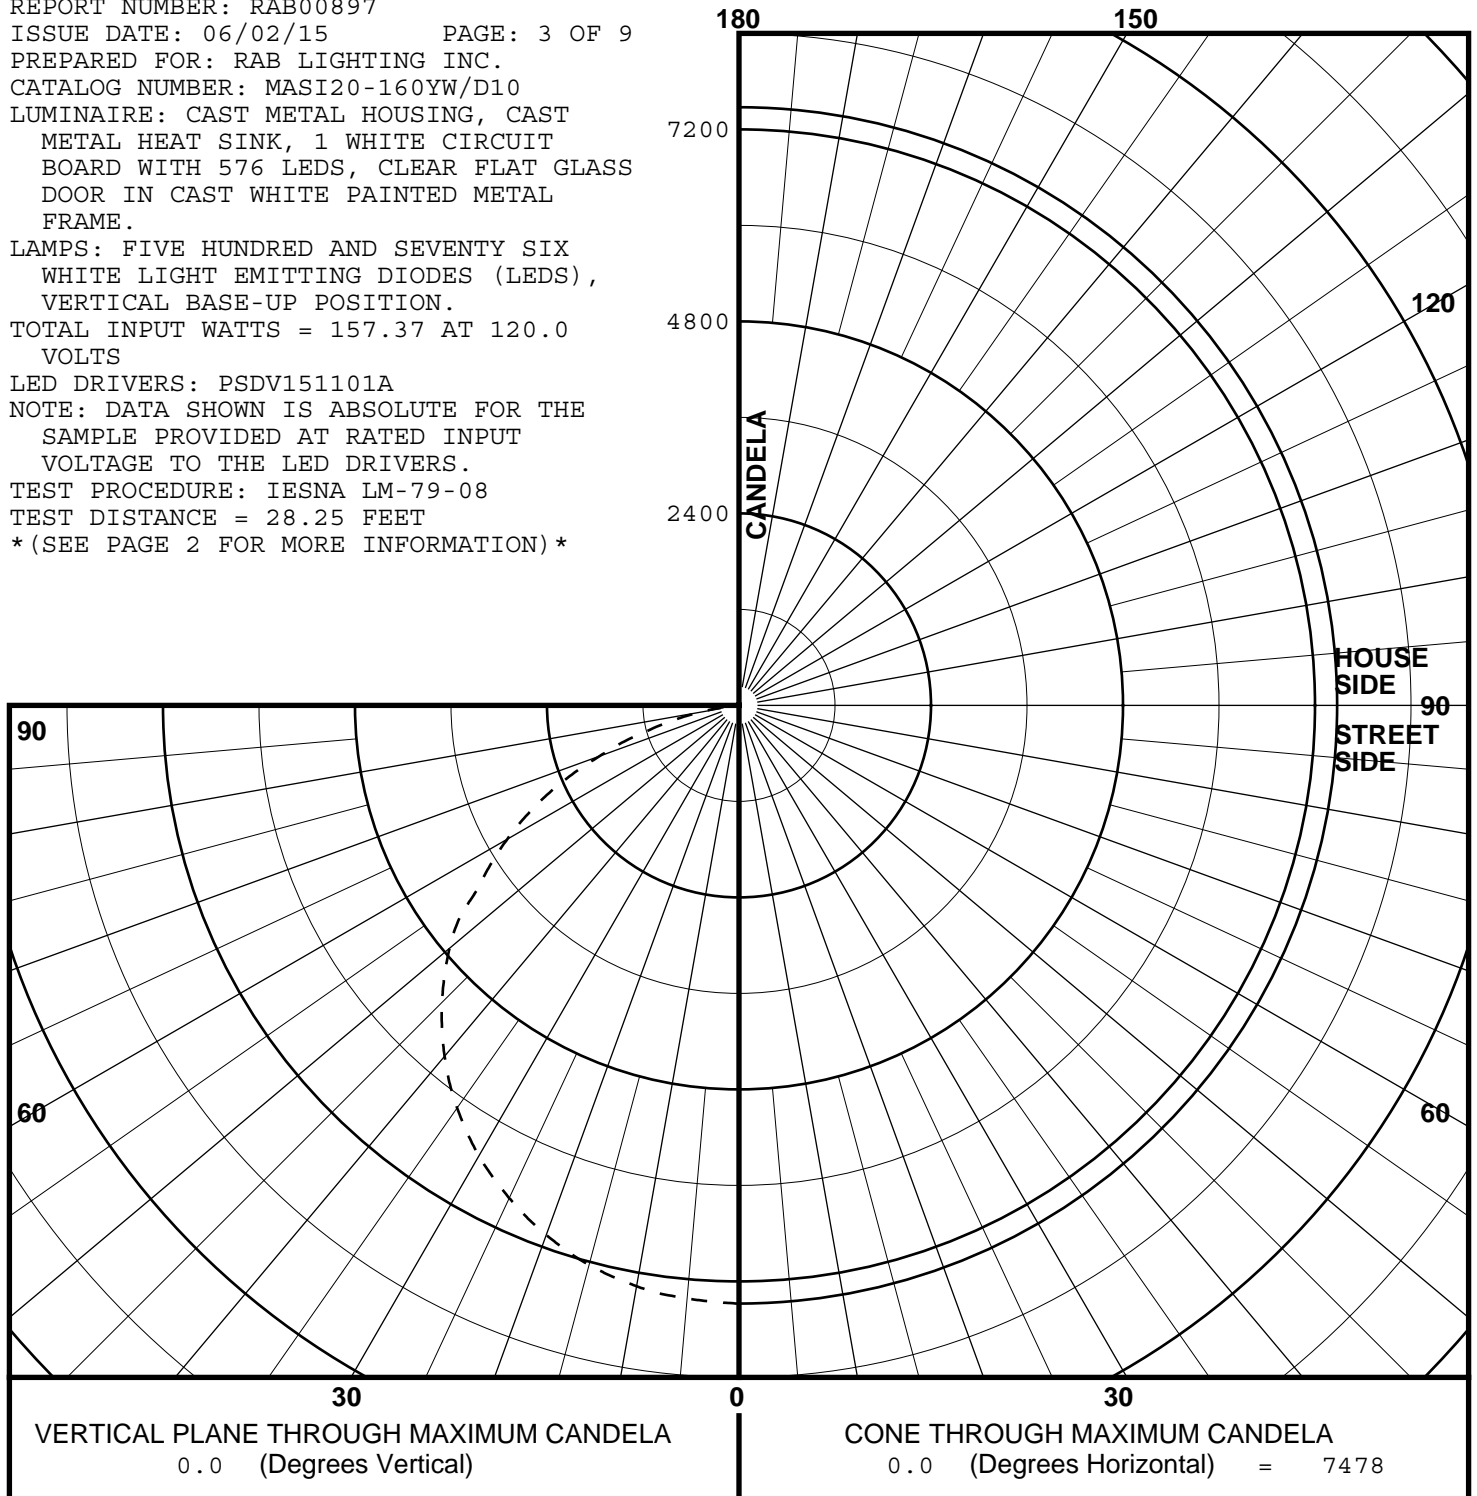 REPORT NUMBER: RAB00897
ISSUE DATE: 06/02/15 PAGE: 3 OF 9
PREPARED FOR: RAB LIGHTING INC.
CATALOG NUMBER: MASI20-160YW/D10
LUMINAIRE: CAST METAL HOUSING, CAST
METAL HEAT SINK, 1 WHITE CIRCUIT
BOARD WITH 576 LEDS, CLEAR FLAT GLASS
DOOR IN CAST WHITE PAINTED METAL
FRAME.
LAMPS: FIVE HUNDRED AND SEVENTY SIX
WHITE LIGHT EMITTING DIODES (LEDS),
VERTICAL BASE-UP POSITION.
TOTAL INPUT WATTS = 157.37 AT 120.0
VOLTS
LED DRIVERS: PSDV151101A
NOTE: DATA SHOWN IS ABSOLUTE FOR THE
SAMPLE PROVIDED AT RATED INPUT
VOLTAGE TO THE LED DRIVERS.
TEST PROCEDURE: IESNA LM-79-08
TEST DISTANCE = 28.25 FEET
*(SEE PAGE 2 FOR MORE INFORMATION)*
180
150
7200
120
4800
CANDELA
2400
HOUSE
SIDE
90
STREET
SIDE
90
60
60
30
0
30
VERTICAL PLANE THROUGH MAXIMUM CANDELA
0.0 (Degrees Vertical)
CONE THROUGH MAXIMUM CANDELA
0.0 (Degrees Horizontal) = 7478